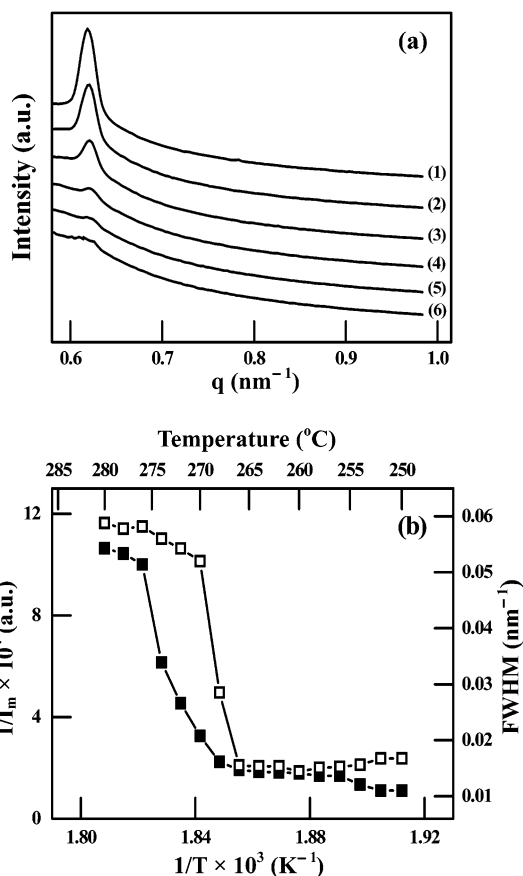 (a)
Intensity (a.u.)
(1)
(2)
(3)
(4)
(5)
(6)
0.6 0.7 0.8 0.9 1.0
q (nm⁻¹)
Temperature (°C)
285 280 275 270 265 260 255 250
(b)
12
8
4
0
(a.u.)
0.06
0.05
0.04
0.03
0.02
0.01
FWHM (nm⁻¹)
1.80 1.84 1.88 1.92
1/T × 10³ (K⁻¹)